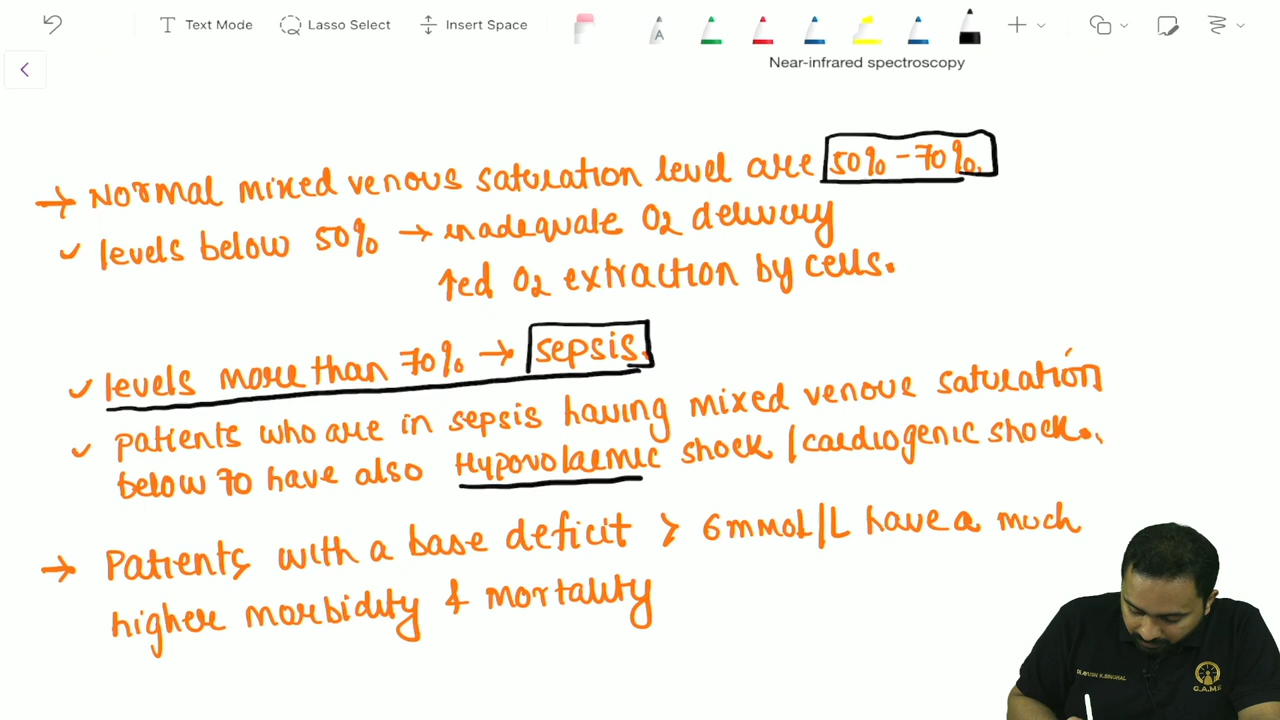 Text Mode Lasso Select Insert Space
A
Near-infrared spectroscopy
→ Normal mixed venous saturation level are 50% - 70%.
✓ levels below 50% → inadequate O2 delivery
↑ed O2 extraction by cells.
✓ levels more than 70% → sepsis.
✓ patients who are in sepsis having mixed venous saturation
below 70 have also Hypovolaemic shock / cardiogenic shock.
→ Patients with a base deficit > 6mmol/L have a much
higher morbidity & mortality
G.A.M.S